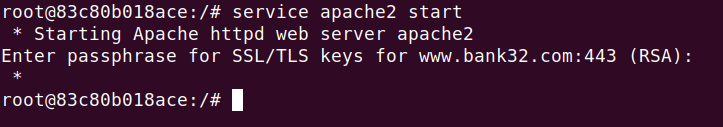 root@83c80b018ace:/# service apache2 start
 * Starting Apache httpd web server apache2
Enter passphrase for SSL/TLS keys for www.bank32.com:443 (RSA):
 *
root@83c80b018ace:/#